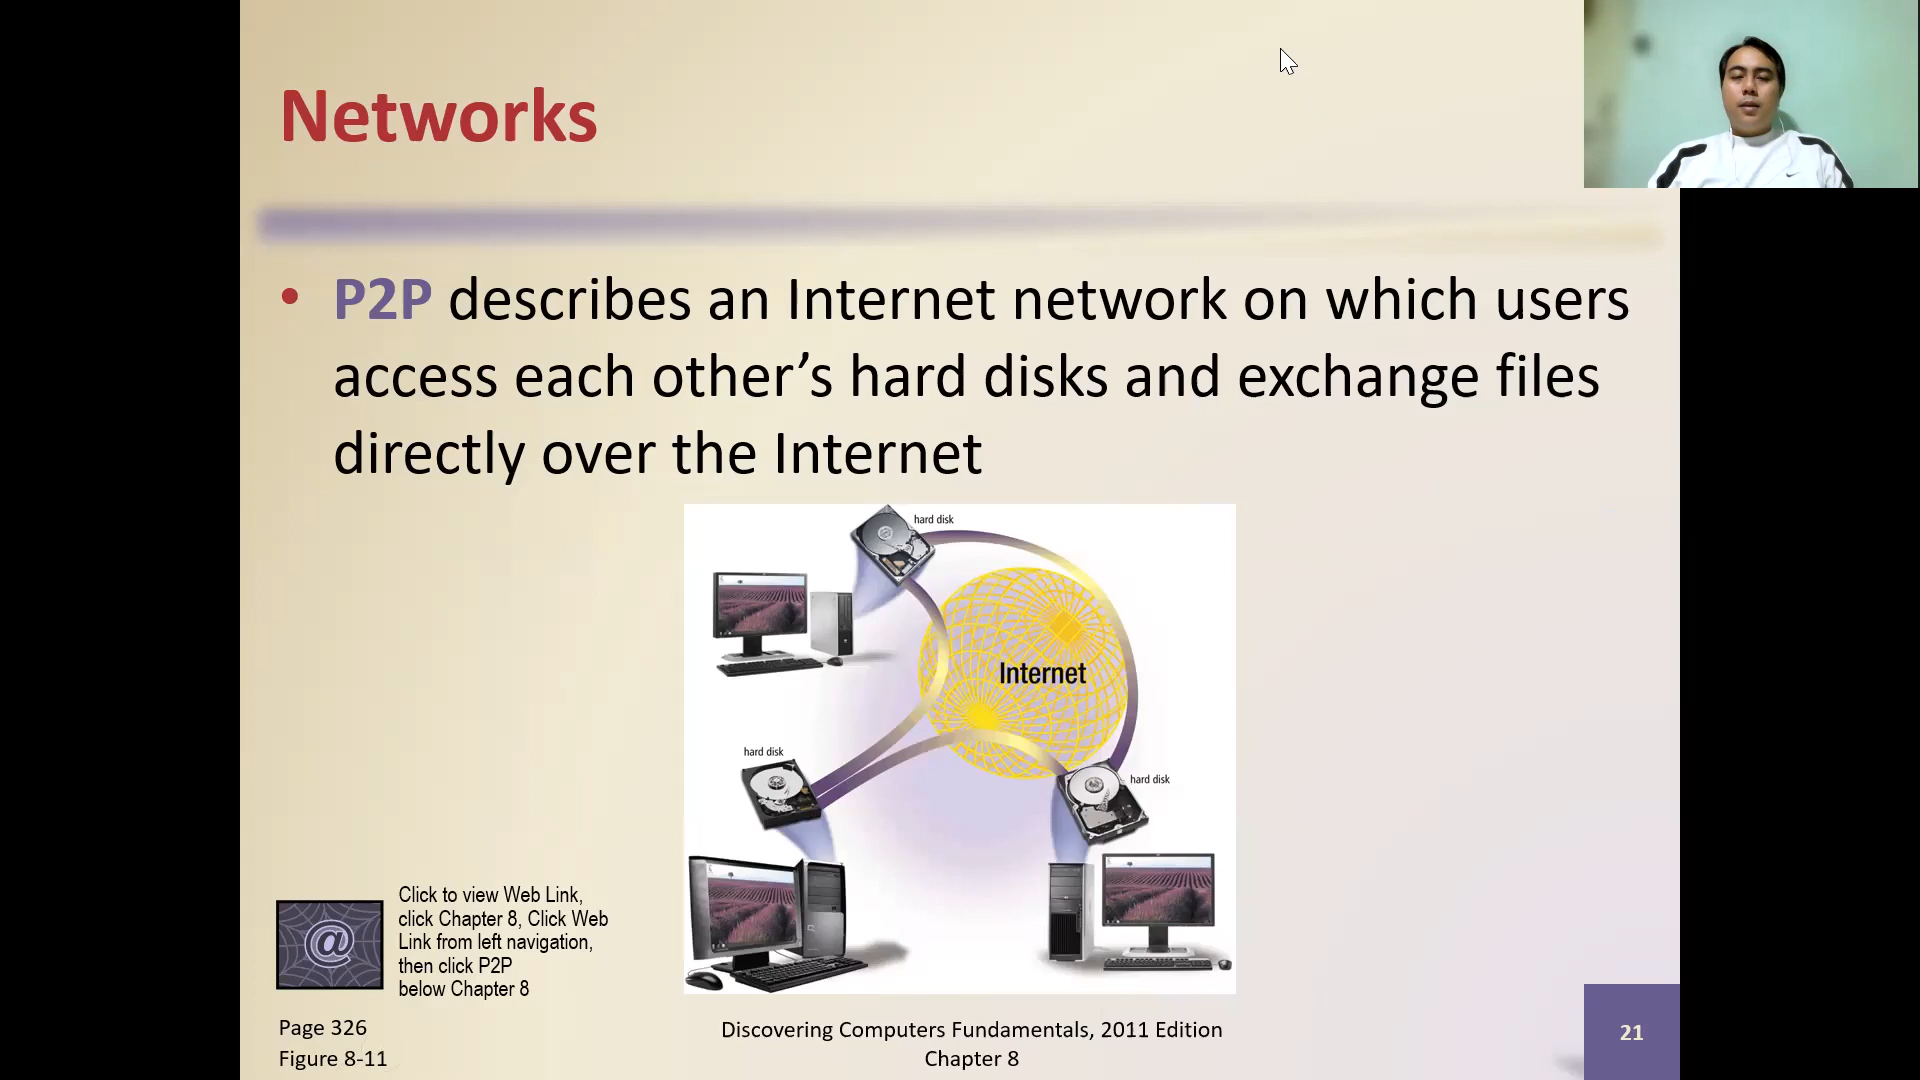 Networks
• P2P describes an Internet network on which users
access each other’s hard disks and exchange files
directly over the Internet
hard disk
Internet
hard disk
hard disk
@
Click to view Web Link,
click Chapter 8, Click Web
Link from left navigation,
then click P2P
below Chapter 8
Page 326
Figure 8-11
Discovering Computers Fundamentals, 2011 Edition
Chapter 8
21